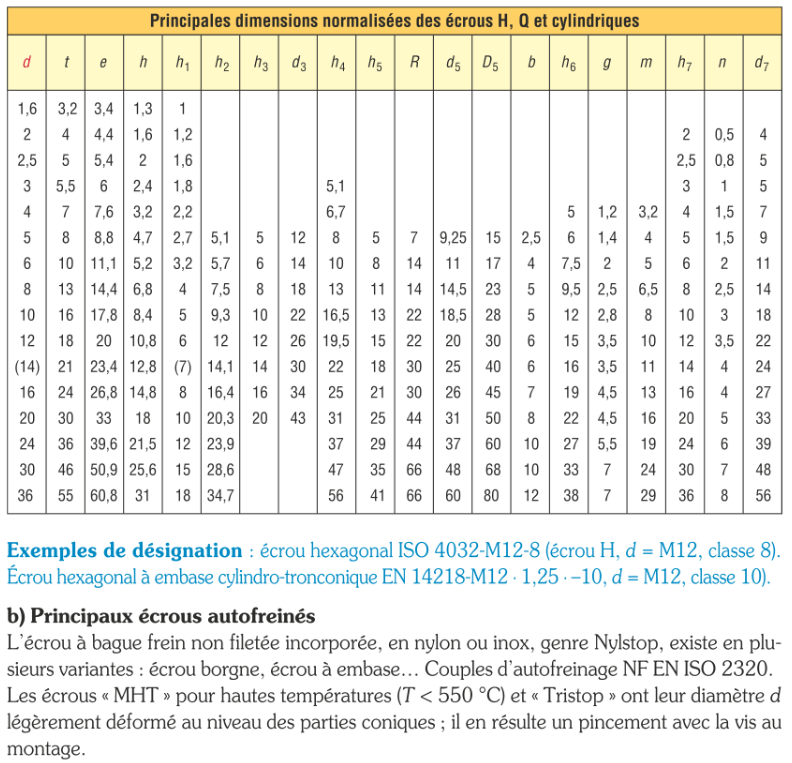 Principales dimensions normalisées des écrous H, Q et cylindriques
d t e h h1 h2 h3 d3 h4 h5 R d5 D5 b h6 g m h7 n d7
1,6 3,2 3,4 1,3 1
2 4 4,4 1,6 1,2 2 0,5 4
2,5 5 5,4 2 1,6 2,5 0,8 5
3 5,5 6 2,4 1,8 5,1 3 1 5
4 7 7,6 3,2 2,2 6,7 5 1,2 3,2 4 1,5 7
5 8 8,8 4,7 2,7 5,1 5 12 8 5 7 9,25 15 2,5 6 1,4 4 5 1,5 9
6 10 11,1 5,2 3,2 5,7 6 14 10 8 14 11 17 4 7,5 2 5 6 2 11
8 13 14,4 6,8 4 7,5 8 18 13 11 14 14,5 23 5 9,5 2,5 6,5 8 2,5 14
10 16 17,8 8,4 5 9,3 10 22 16,5 13 22 18,5 28 5 12 2,8 8 10 3 18
12 18 20 10,8 6 12 12 26 19,5 15 22 20 30 6 15 3,5 10 12 3,5 22
(14) 21 23,4 12,8 (7) 14,1 14 30 22 18 30 25 40 6 16 3,5 11 14 4 24
16 24 26,8 14,8 8 16,4 16 34 25 21 30 26 45 7 19 4,5 13 16 4 27
20 30 33 18 10 20,3 20 43 31 25 44 31 50 8 22 4,5 16 20 5 33
24 36 39,6 21,5 12 23,9 37 29 44 37 60 10 27 5,5 19 24 6 39
30 46 50,9 25,6 15 28,6 47 35 66 48 68 10 33 7 24 30 7 48
36 55 60,8 31 18 34,7 56 41 66 60 80 12 38 7 29 36 8 56
Exemples de désignation : écrou hexagonal ISO 4032-M12-8 (écrou H, d = M12, classe 8).
Écrou hexagonal à embase cylindro-tronconique EN 14218-M12 · 1,25 · –10, d = M12, classe 10).
b) Principaux écrous autofreinés
L'écrou à bague frein non filetée incorporée, en nylon ou inox, genre Nylstop, existe en plu-
sieurs variantes : écrou borgne, écrou à embase… Couples d'autofreinage NF EN ISO 2320.
Les écrous « MHT » pour hautes températures (T < 550 °C) et « Tristop » ont leur diamètre d
légèrement déformé au niveau des parties coniques ; il en résulte un pincement avec la vis au
montage.